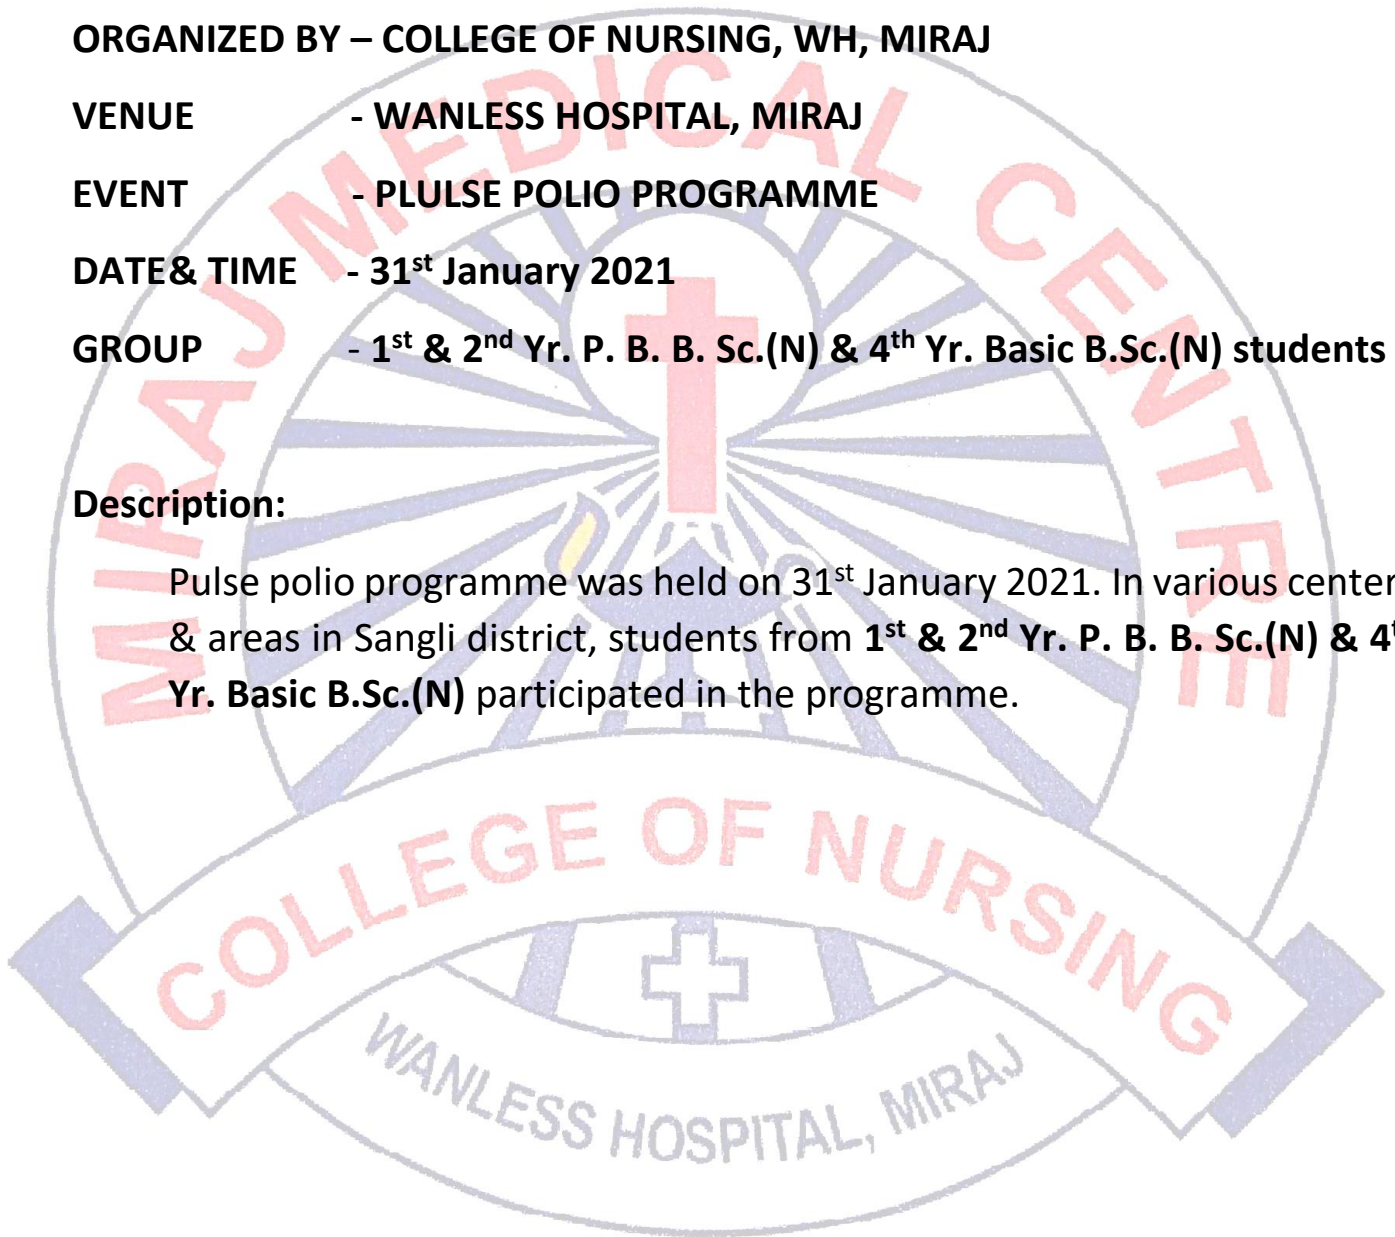 ORGANIZED BY – COLLEGE OF NURSING, WH, MIRAJ
VENUE - WANLESS HOSPITAL, MIRAJ
EVENT - PLULSE POLIO PROGRAMME
DATE& TIME - 31st January 2021
GROUP - 1st & 2nd Yr. P. B. B. Sc.(N) & 4th Yr. Basic B.Sc.(N) students
Description:
Pulse polio programme was held on 31st January 2021. In various center
& areas in Sangli district, students from 1st & 2nd Yr. P. B. B. Sc.(N) & 4t
Yr. Basic B.Sc.(N) participated in the programme.
MIRAJ MEDICAL CENTRE
COLLEGE OF NURSING
WANLESS HOSPITAL, MIRAJ